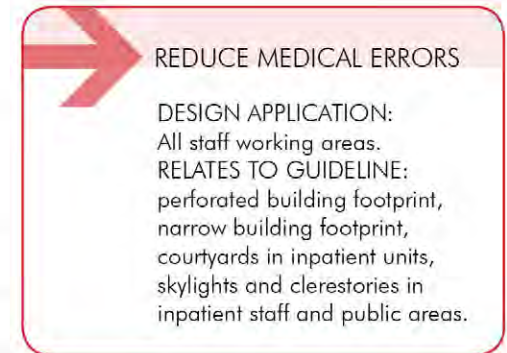 REDUCE MEDICAL ERRORS
DESIGN APPLICATION:
All staff working areas.
RELATES TO GUIDELINE:
perforated building footprint,
narrow building footprint,
courtyards in inpatient units,
skylights and clerestories in
inpatient staff and public areas.